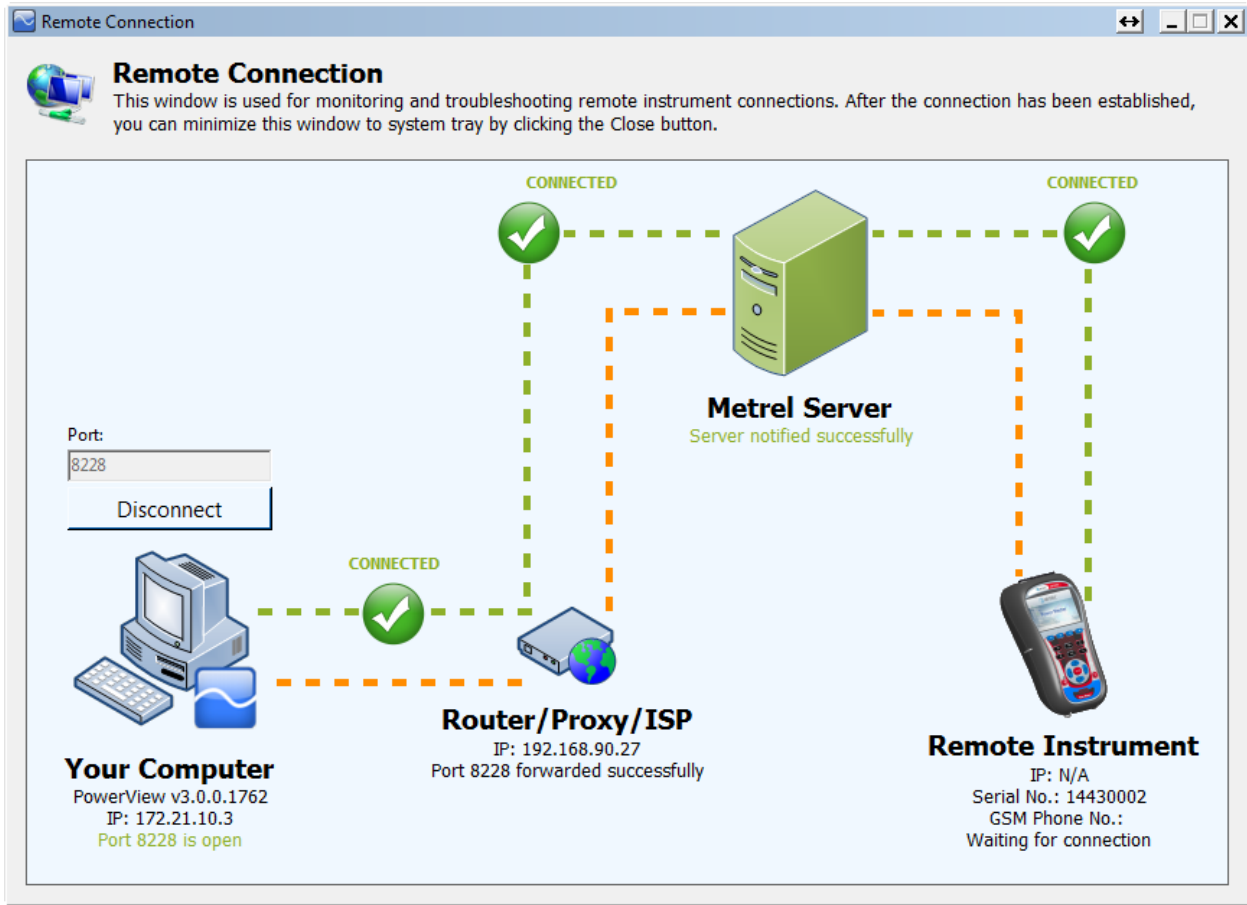 Remote Connection
Remote Connection
This window is used for monitoring and troubleshooting remote instrument connections. After the connection has been established,
you can minimize this window to system tray by clicking the Close button.
CONNECTED
CONNECTED
Metrel Server
Server notified successfully
Port:
8228
Disconnect
CONNECTED
Router/Proxy/ISP
IP: 192.168.90.27
Port 8228 forwarded successfully
Your Computer
PowerView v3.0.0.1762
IP: 172.21.10.3
Port 8228 is open
Remote Instrument
IP: N/A
Serial No.: 14430002
GSM Phone No.:
Waiting for connection